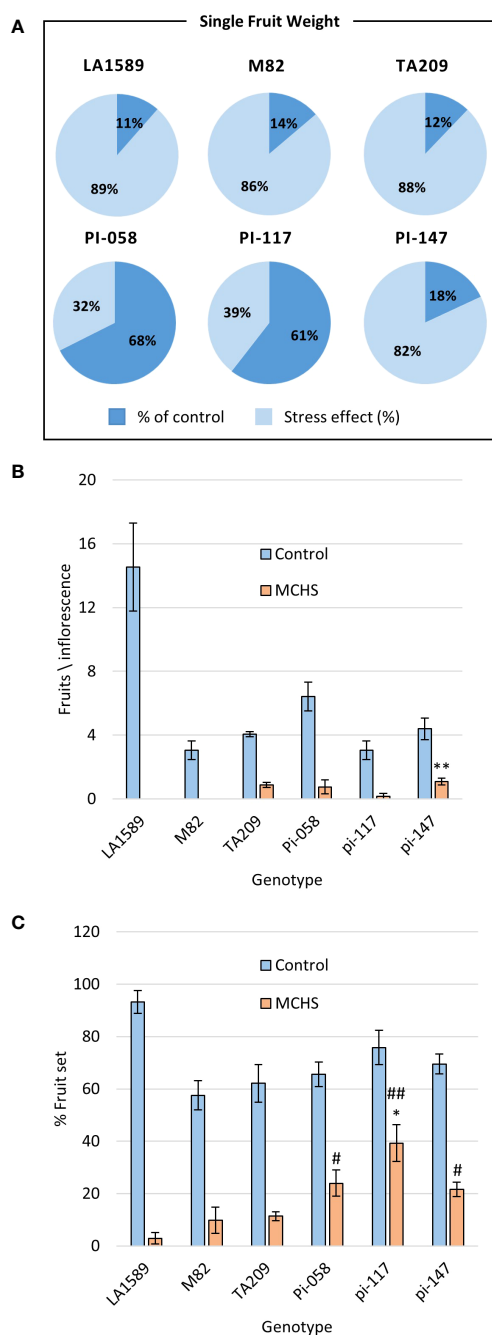 A
Single Fruit Weight
LA1589 M82 TA209
11% 14% 12%
89% 86% 88%
PI-058 PI-117 PI-147
32% 68% 39% 61% 18% 82%
% of control Stress effect (%)
B
20
16
12
8
4
0
Fruits \ inflorescence
Control
MCHS
**
LA1589 M82 TA209 Pi-058 pi-117 pi-147
Genotype
C
120
100
80
60
40
20
0
% Fruit set
Control
MCHS
##
*
#
#
LA1589 M82 TA209 Pi-058 pi-117 pi-147
Genotype